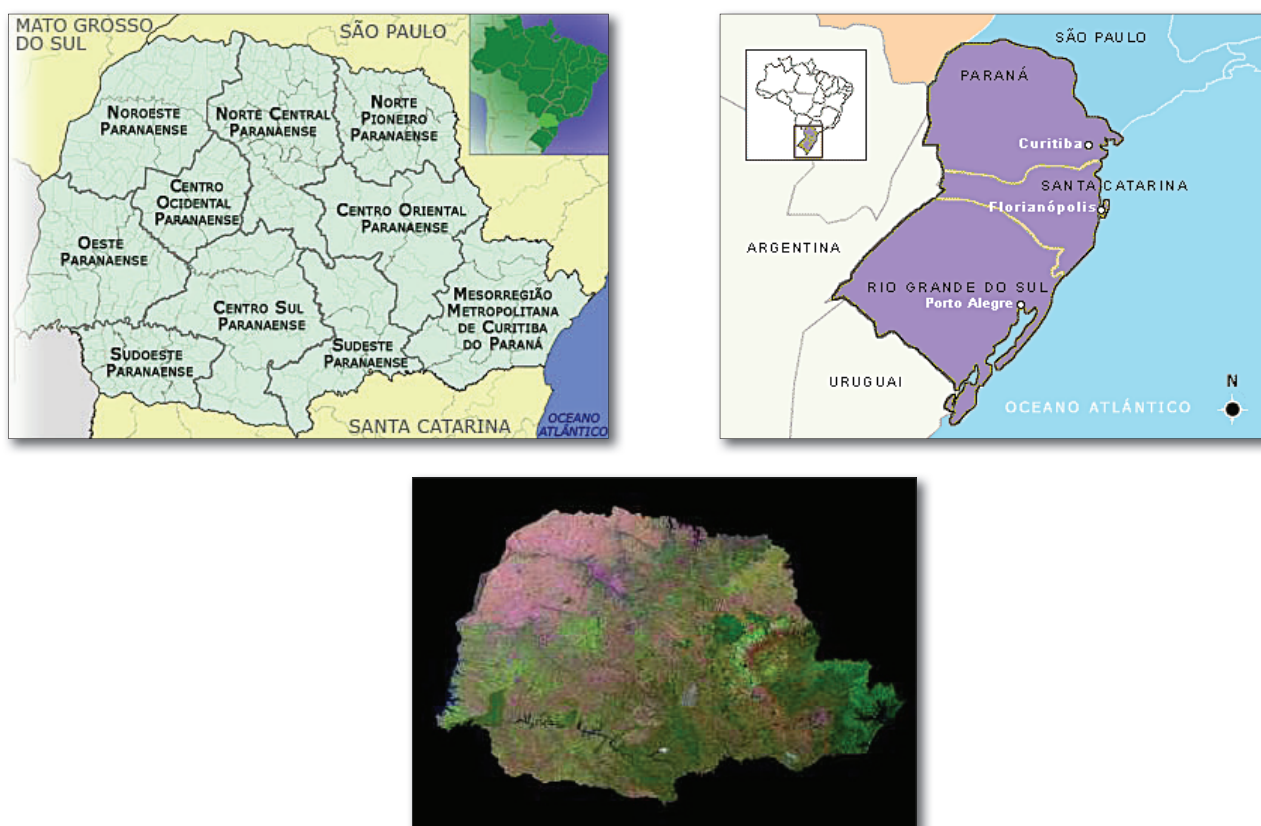 MATO GROSSO
DO SUL
SÃO PAULO
NOROESTE
PARANAENSE
NORTE CENTRAL
PARANAENSE
NORTE
PIONEIRO
PARANAENSE
CENTRO
OCIDENTAL
PARANAENSE
CENTRO ORIENTAL
PARANAENSE
OESTE
PARANAENSE
CENTRO SUL
PARANAENSE
MESORREGIÃO
METROPOLITANA
DE CURITIBA
DO PARANÁ
SUDOESTE
PARANAENSE
SUDESTE
PARANAENSE
SANTA CATARINA
OCEANO
ATLÂNTICO
SÃO PAULO
PARANÁ
Curitiba
SANTA CATARINA
Florianópolis
ARGENTINA
RIO GRANDE DO SUL
Porto Alegre
URUGUAI
N
OCEANO ATLÁNTICO